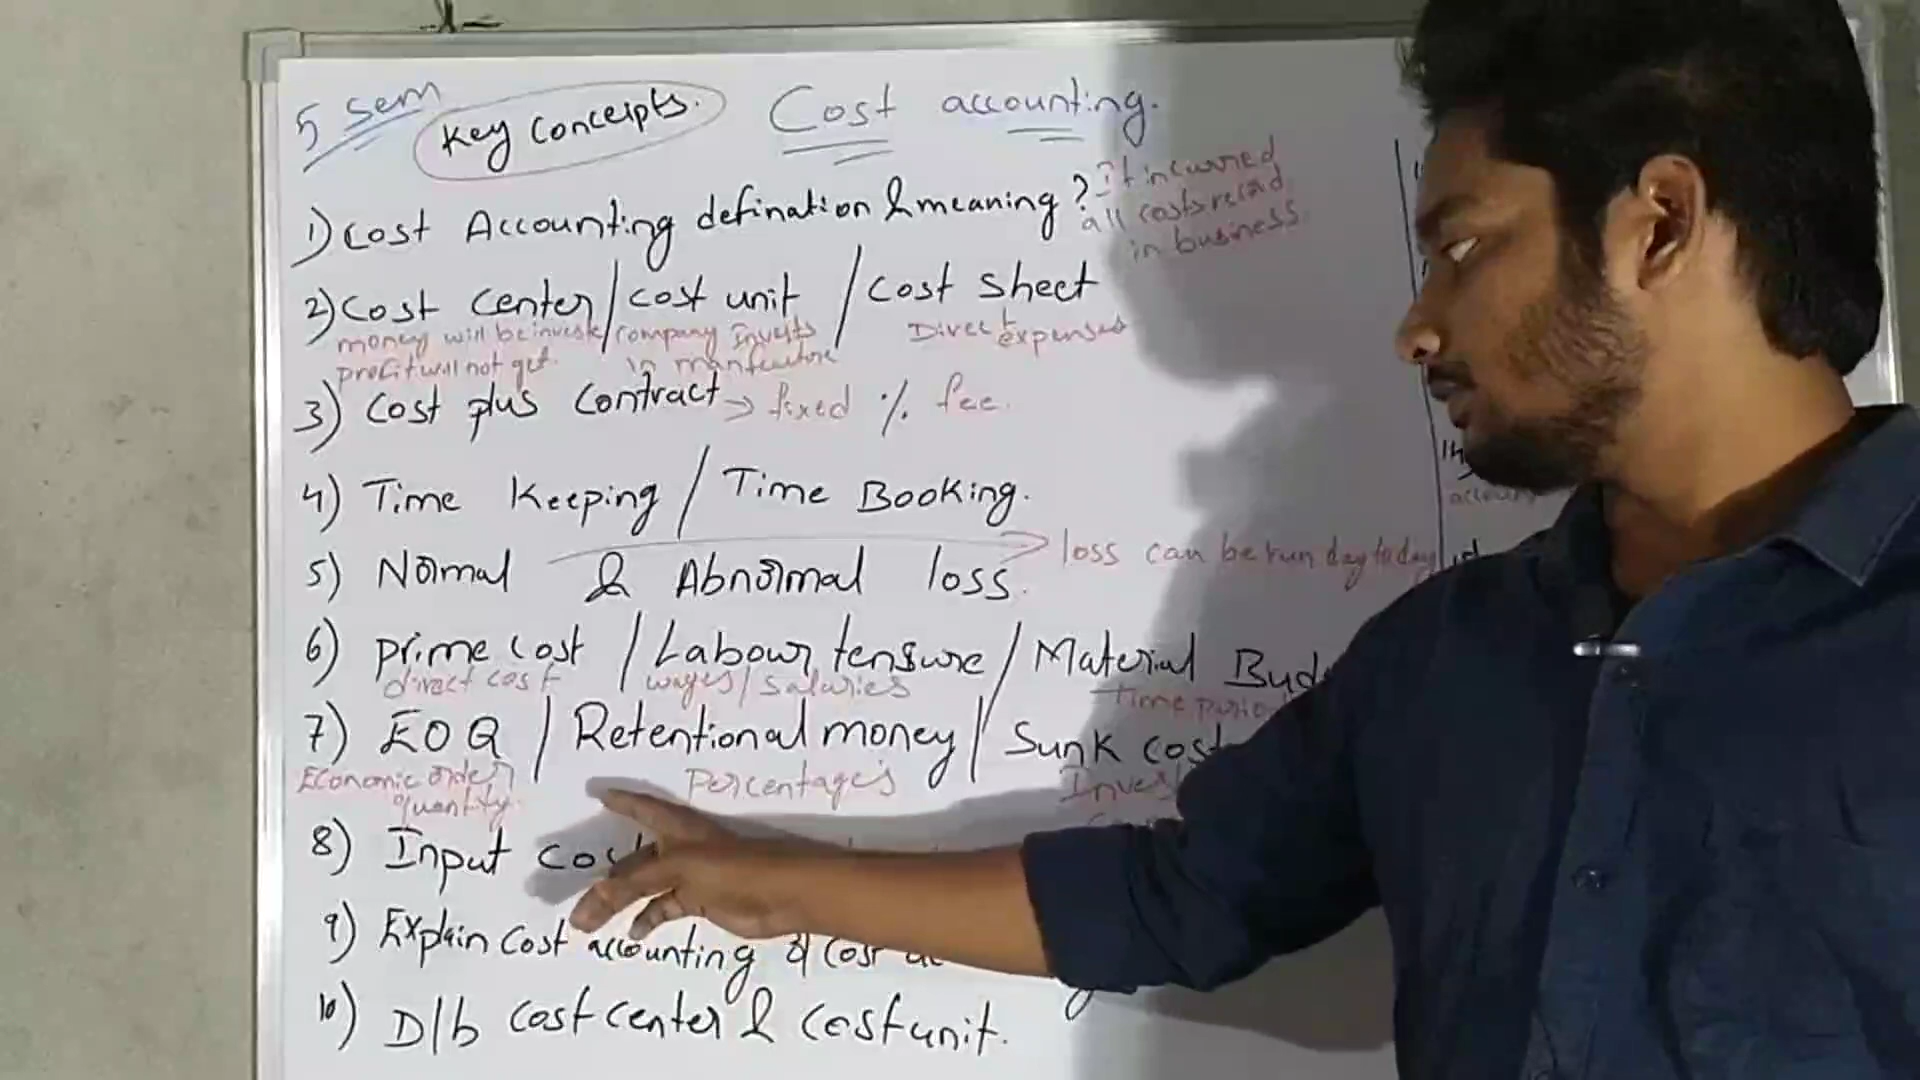 5 Sem
Key Conceipts.
Cost accounting.
1) Cost Accounting defination & meaning?
It incurred
all costs recad
in business.
2) Cost Center / Cost unit / Cost Sheet
money will be invest / company Invests
Direct expenses
profit will not get.
in
3) Cost plus Contract → fixed % fee.
4) Time Keeping / Time Booking.
5) Normal & Abnormal loss.
loss can be run day to day
6) Prime Cost / Labour tensure / Material Bud
direct cost
wages / Salaries
Time
7) EOQ / Retentional money / Sunk cost
Economic order
quantity.
Percentages
Inves
8) Input cost
9) Explain Cost accounting & Cost
10) D/b Cost center & Cost unit.